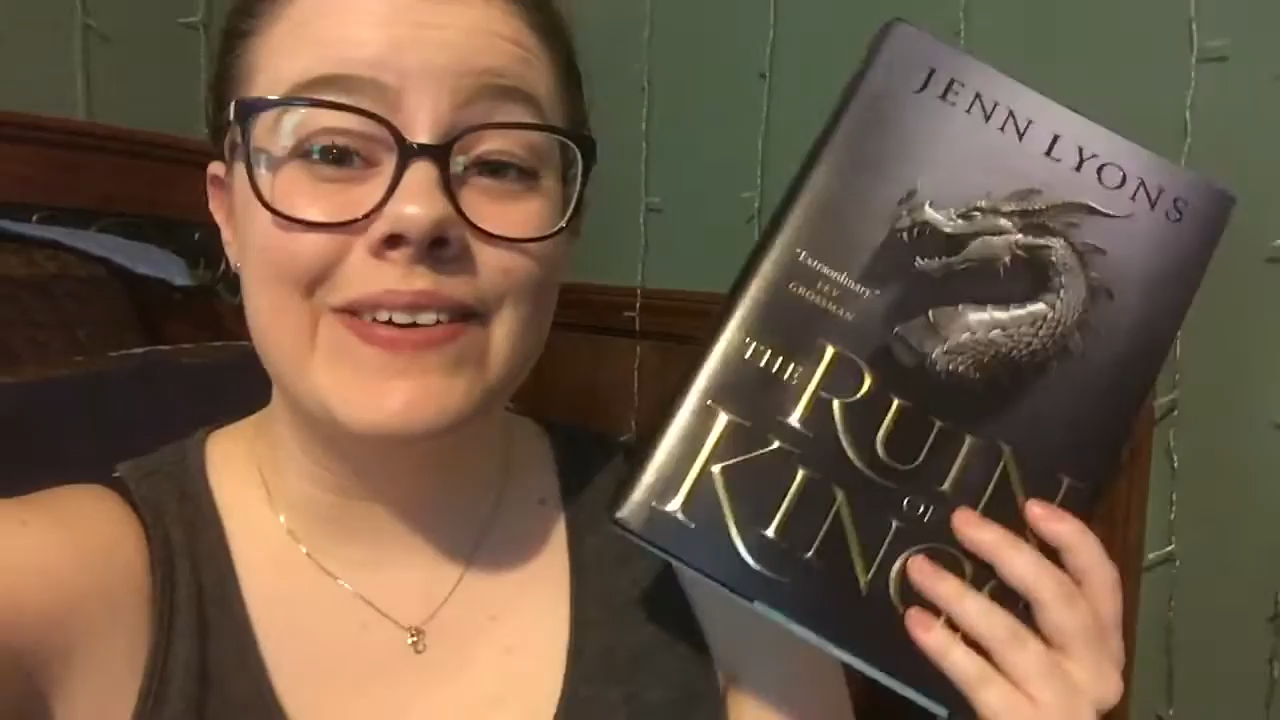 JENN LYONS
"Extraordinary"
LEV
GROSSMAN
THE RUIN
OF
KINGS